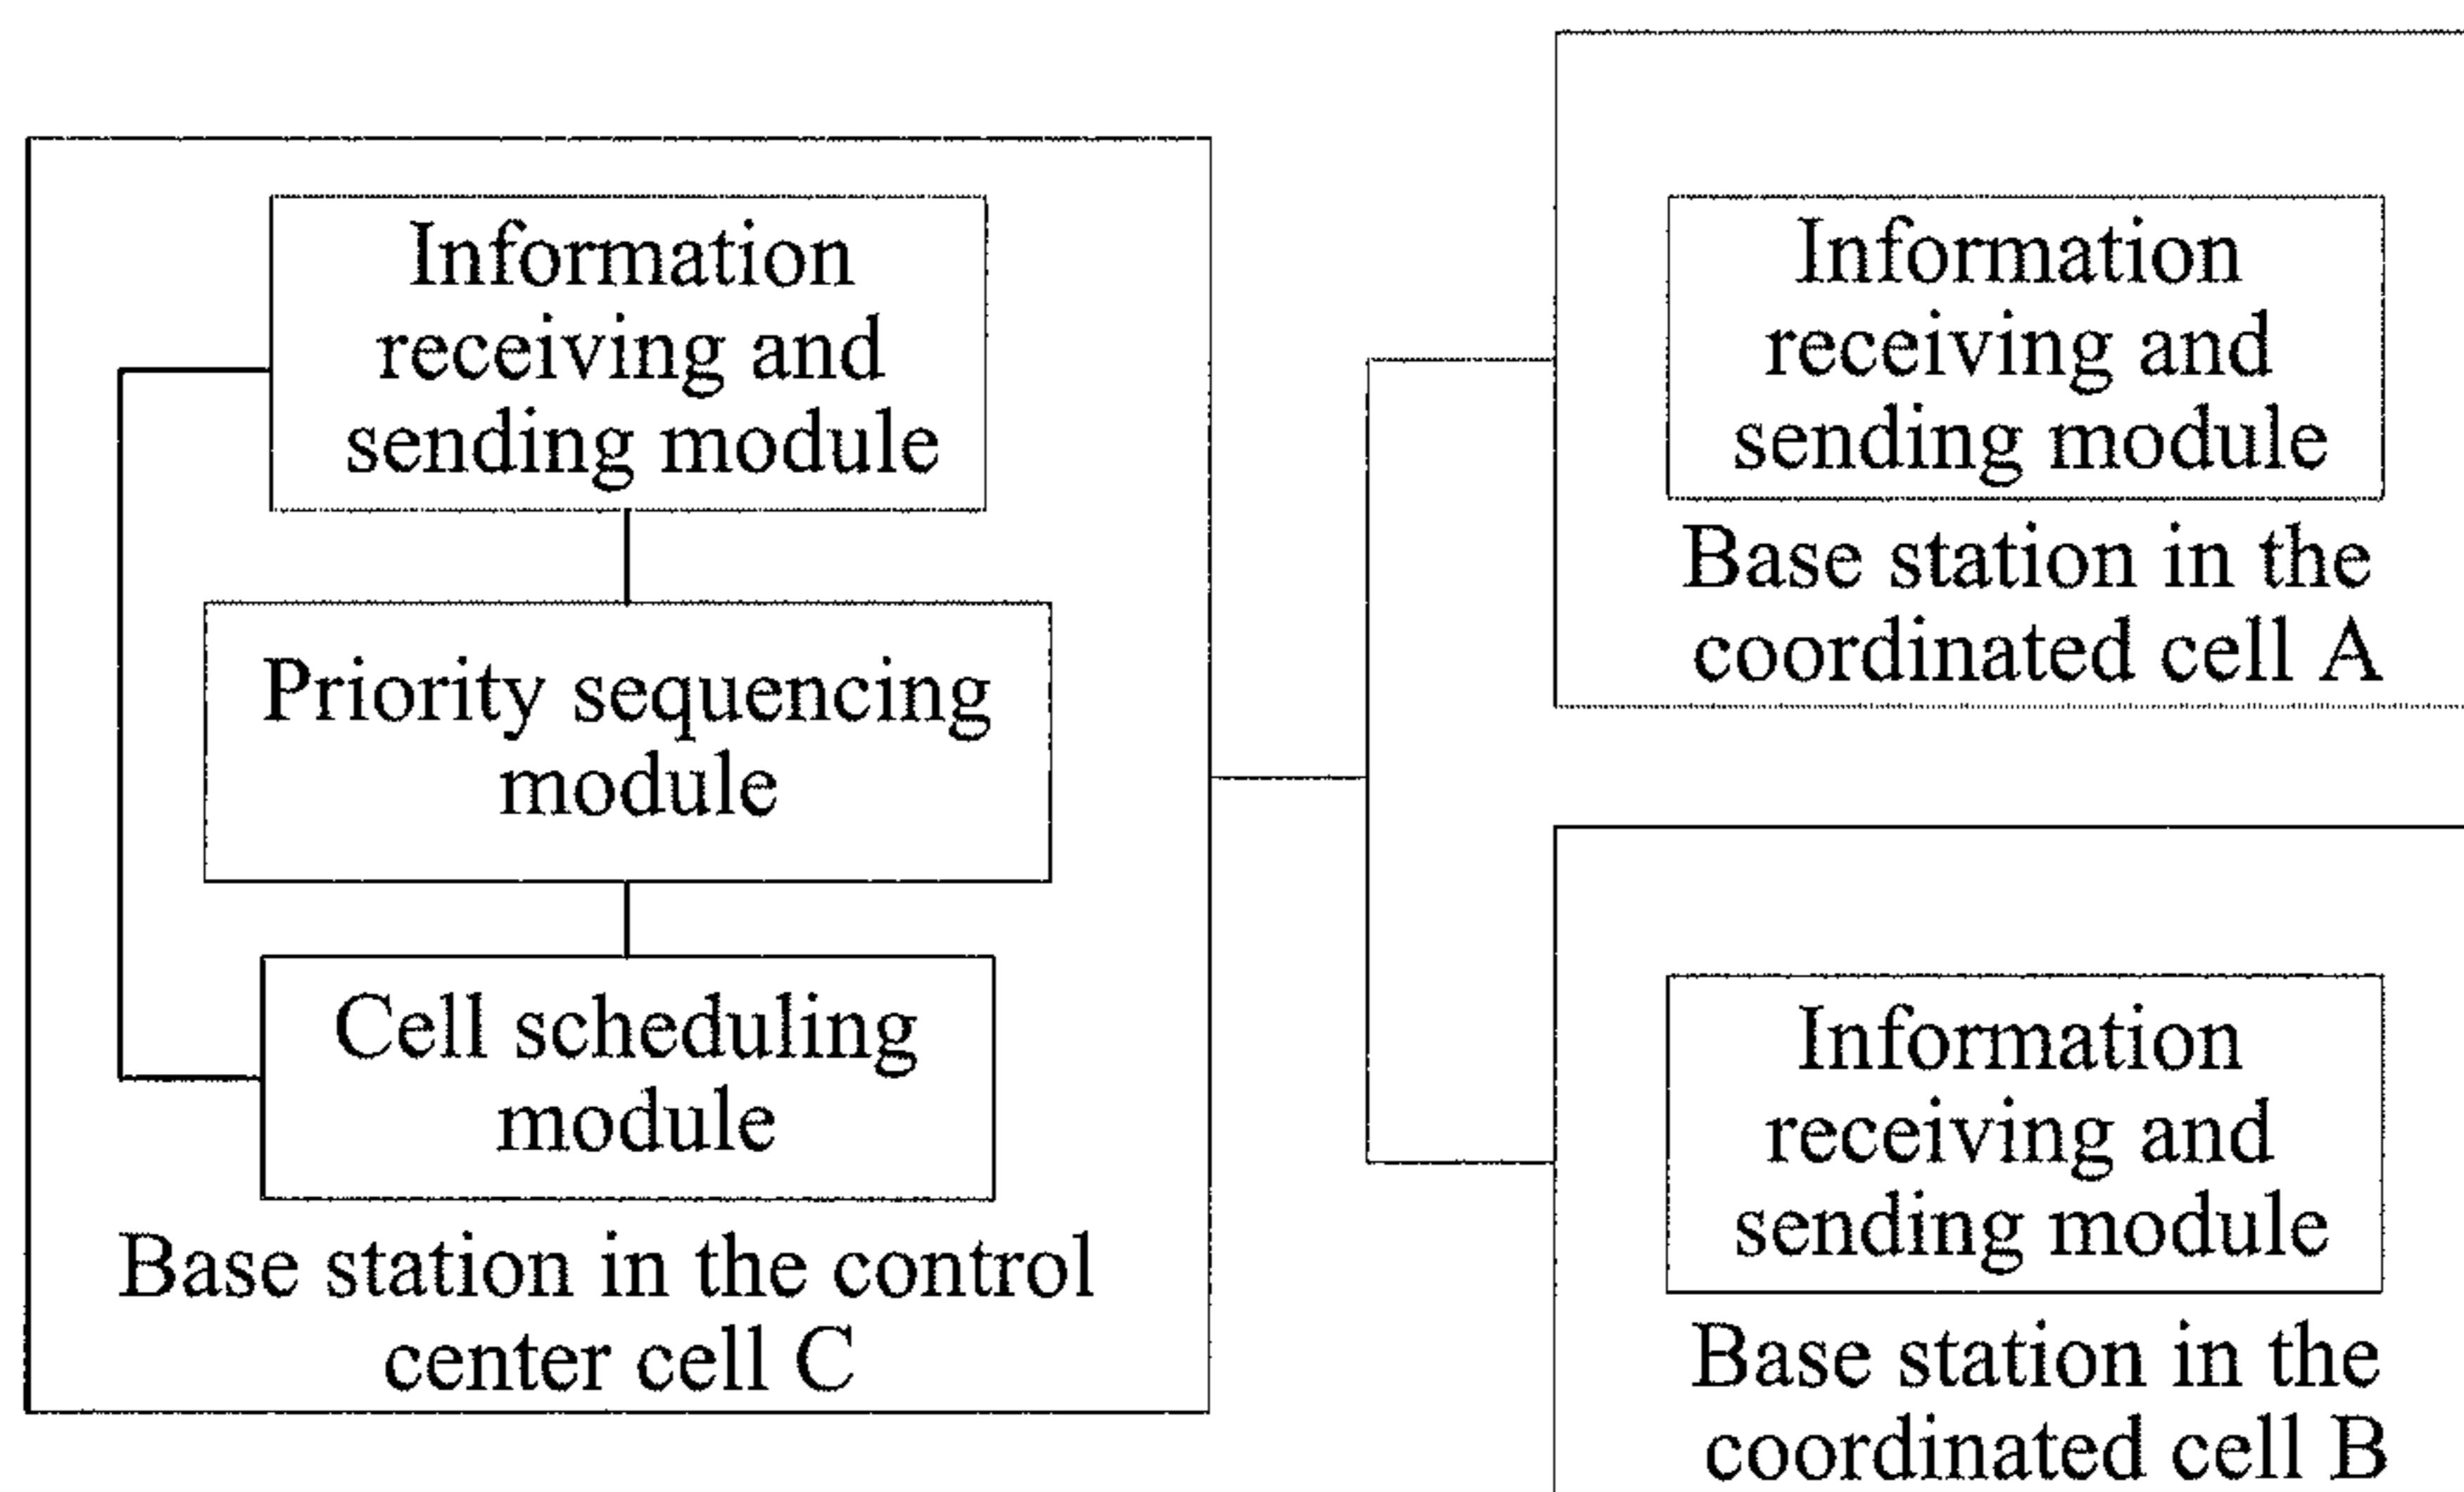 Information
receiving and
sending module
Priority sequencing
module
Cell scheduling
module
Base station in the control
center cell C
Information
receiving and
sending module
Base station in the
coordinated cell A
Information
receiving and
sending module
Base station in the
coordinated cell B